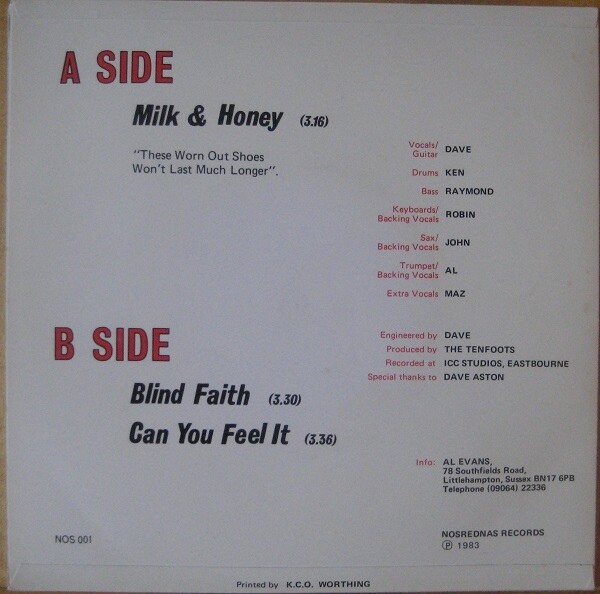 A SIDE
Milk & Honey (3.16)
"These Worn Out Shoes
Won't Last Much Longer".
Vocals/
Guitar DAVE
Drums KEN
Bass RAYMOND
Keyboards/
Backing Vocals ROBIN
Sax/
Backing Vocals JOHN
Trumpet/
Backing Vocals AL
Extra Vocals MAZ
B SIDE
Blind Faith (3.30)
Can You Feel It (3.36)
Engineered by DAVE
Produced by THE TENFOOTS
Recorded at ICC STUDIOS, EASTBOURNE
Special thanks to DAVE ASTON
Info: AL EVANS,
78 Southfields Road,
Littlehampton, Sussex BN17 6PB
Telephone (09064) 22336
NOS 001
NOSREDNAS RECORDS
℗ 1983
Printed by K.C.O. WORTHING